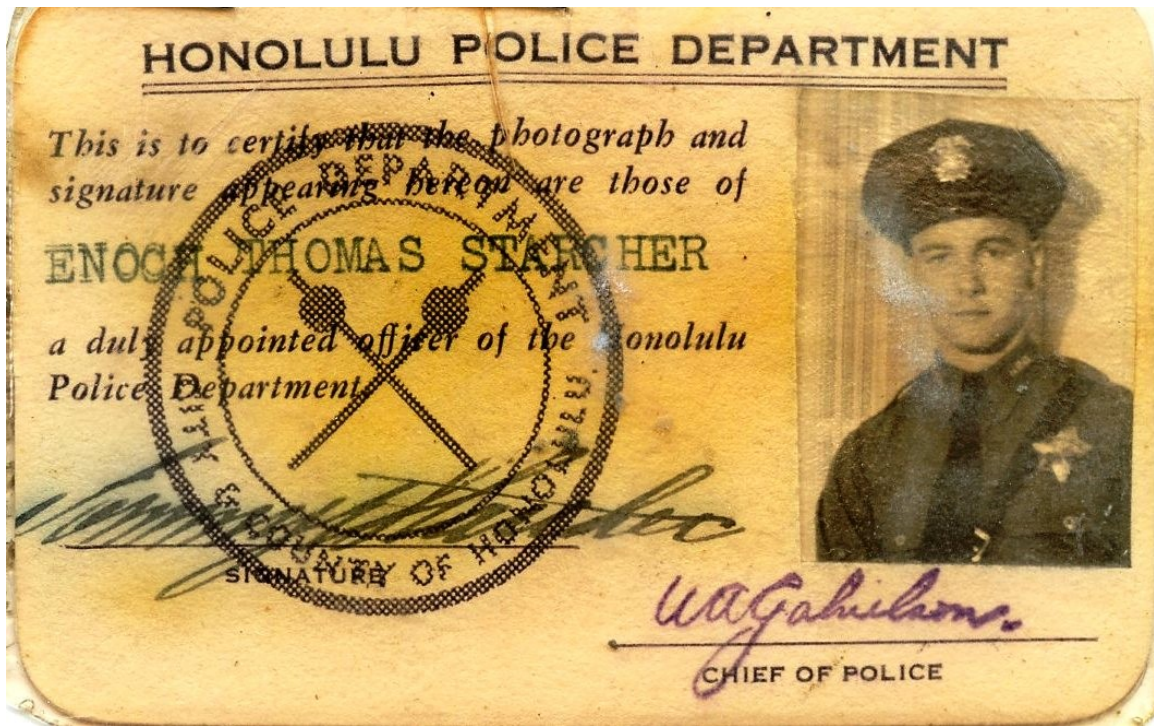 HONOLULU POLICE DEPARTMENT
This is to certify that the photograph and
signature appearing hereon are those of
ENOCH THOMAS STARCHER
a duly appointed officer of the Honolulu
Police Department
POLICE DEPARTMENT
CITY & COUNTY OF HONOLULU
SIGNATURE
WAGabrielson.
CHIEF OF POLICE